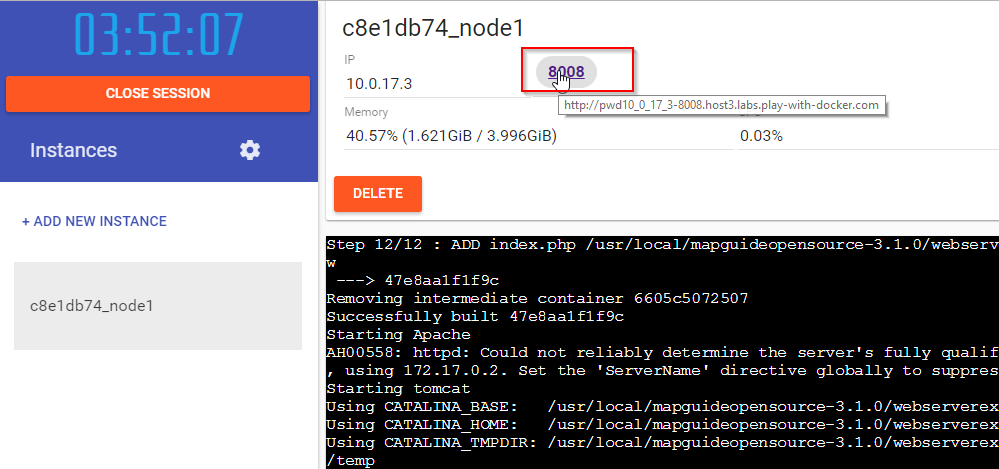 03:52:07
CLOSE SESSION
Instances
+ ADD NEW INSTANCE
c8e1db74_node1
c8e1db74_node1
IP
10.0.17.3
8008
http://pwd10_0_17_3-8008.host3.labs.play-with-docker.com
Memory
40.57% (1.621GiB / 3.996GiB)
0.03%
DELETE
Step 12/12 : ADD index.php /usr/local/mapguideopensource-3.1.0/webserv
w
---> 47e8aa1f1f9c
Removing intermediate container 6605c5072507
Successfully built 47e8aa1f1f9c
Starting Apache
AH00558: httpd: Could not reliably determine the server's fully qualif
, using 172.17.0.2. Set the 'ServerName' directive globally to suppres
Starting tomcat
Using CATALINA_BASE:   /usr/local/mapguideopensource-3.1.0/webserverex
Using CATALINA_HOME:   /usr/local/mapguideopensource-3.1.0/webserverex
Using CATALINA_TMPDIR: /usr/local/mapguideopensource-3.1.0/webserverex
/temp